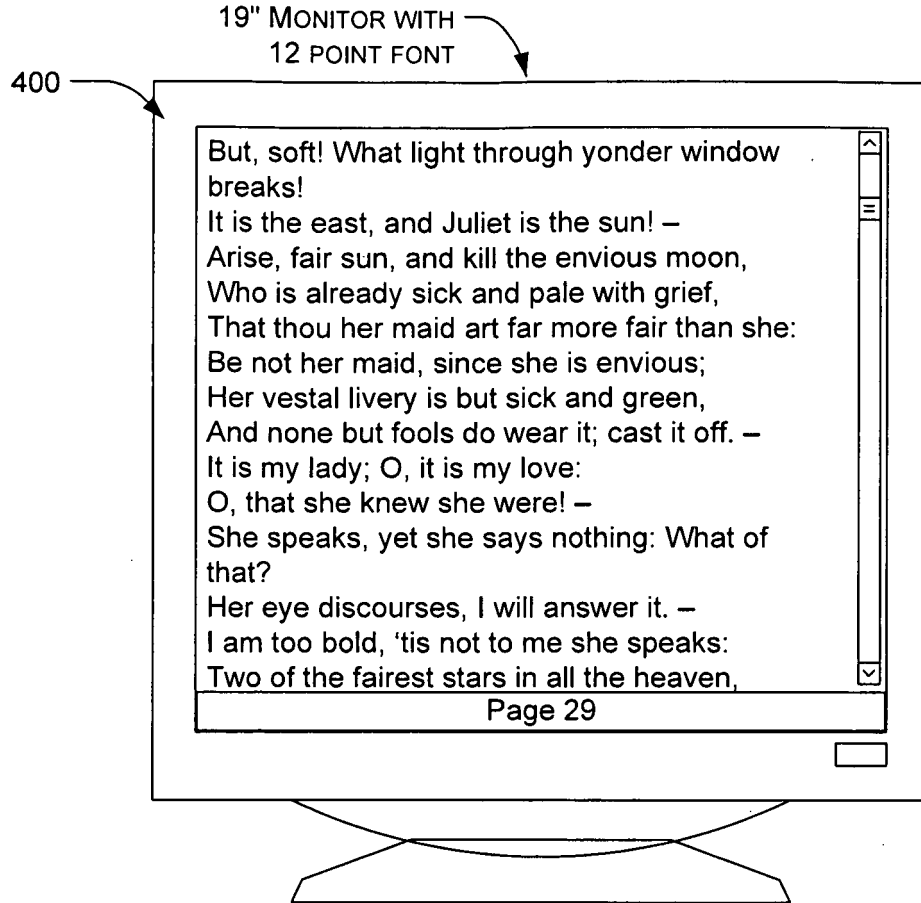 19" MONITOR WITH
12 POINT FONT
400
But, soft! What light through yonder window
breaks!
It is the east, and Juliet is the sun! –
Arise, fair sun, and kill the envious moon,
Who is already sick and pale with grief,
That thou her maid art far more fair than she:
Be not her maid, since she is envious;
Her vestal livery is but sick and green,
And none but fools do wear it; cast it off. –
It is my lady; O, it is my love:
O, that she knew she were! –
She speaks, yet she says nothing: What of
that?
Her eye discourses, I will answer it. –
I am too bold, ‘tis not to me she speaks:
Two of the fairest stars in all the heaven,
Page 29